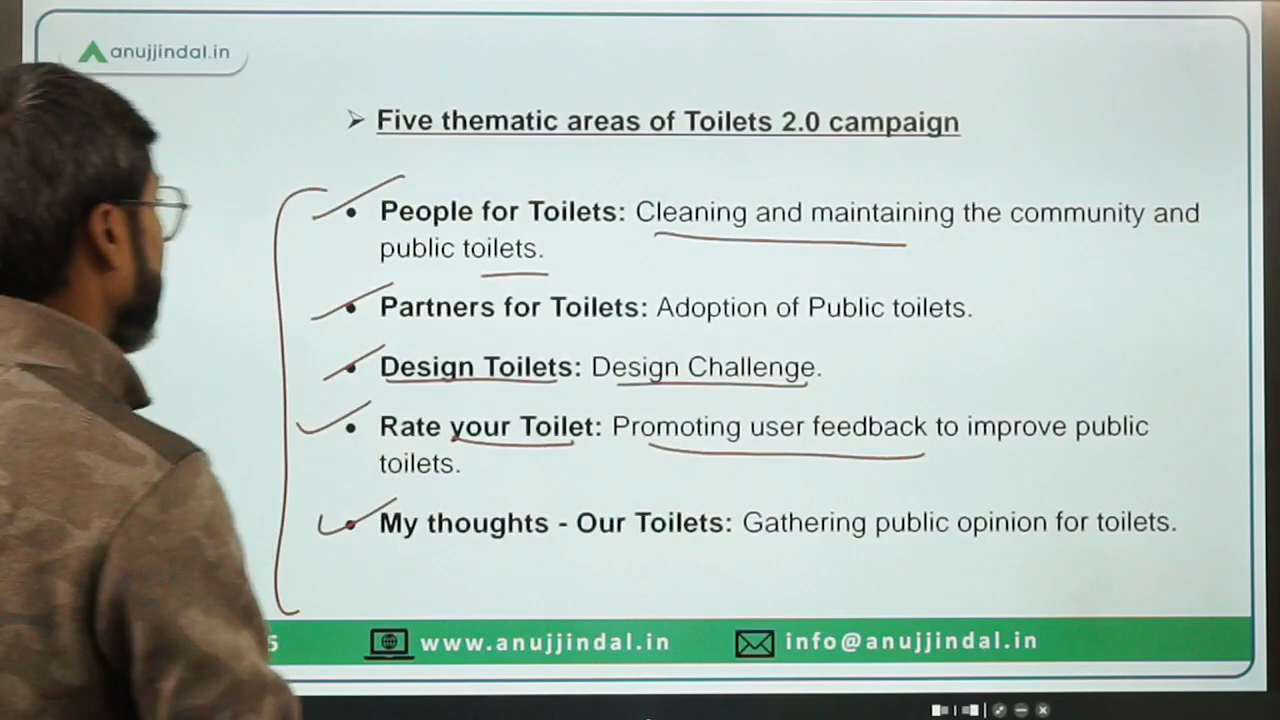 anujjindal.in
Five thematic areas of Toilets 2.0 campaign
People for Toilets: Cleaning and maintaining the community and
public toilets.
Partners for Toilets: Adoption of Public toilets.
Design Toilets: Design Challenge.
Rate your Toilet: Promoting user feedback to improve public
toilets.
My thoughts - Our Toilets: Gathering public opinion for toilets.
5 www.anujjindal.in info@anujjindal.in